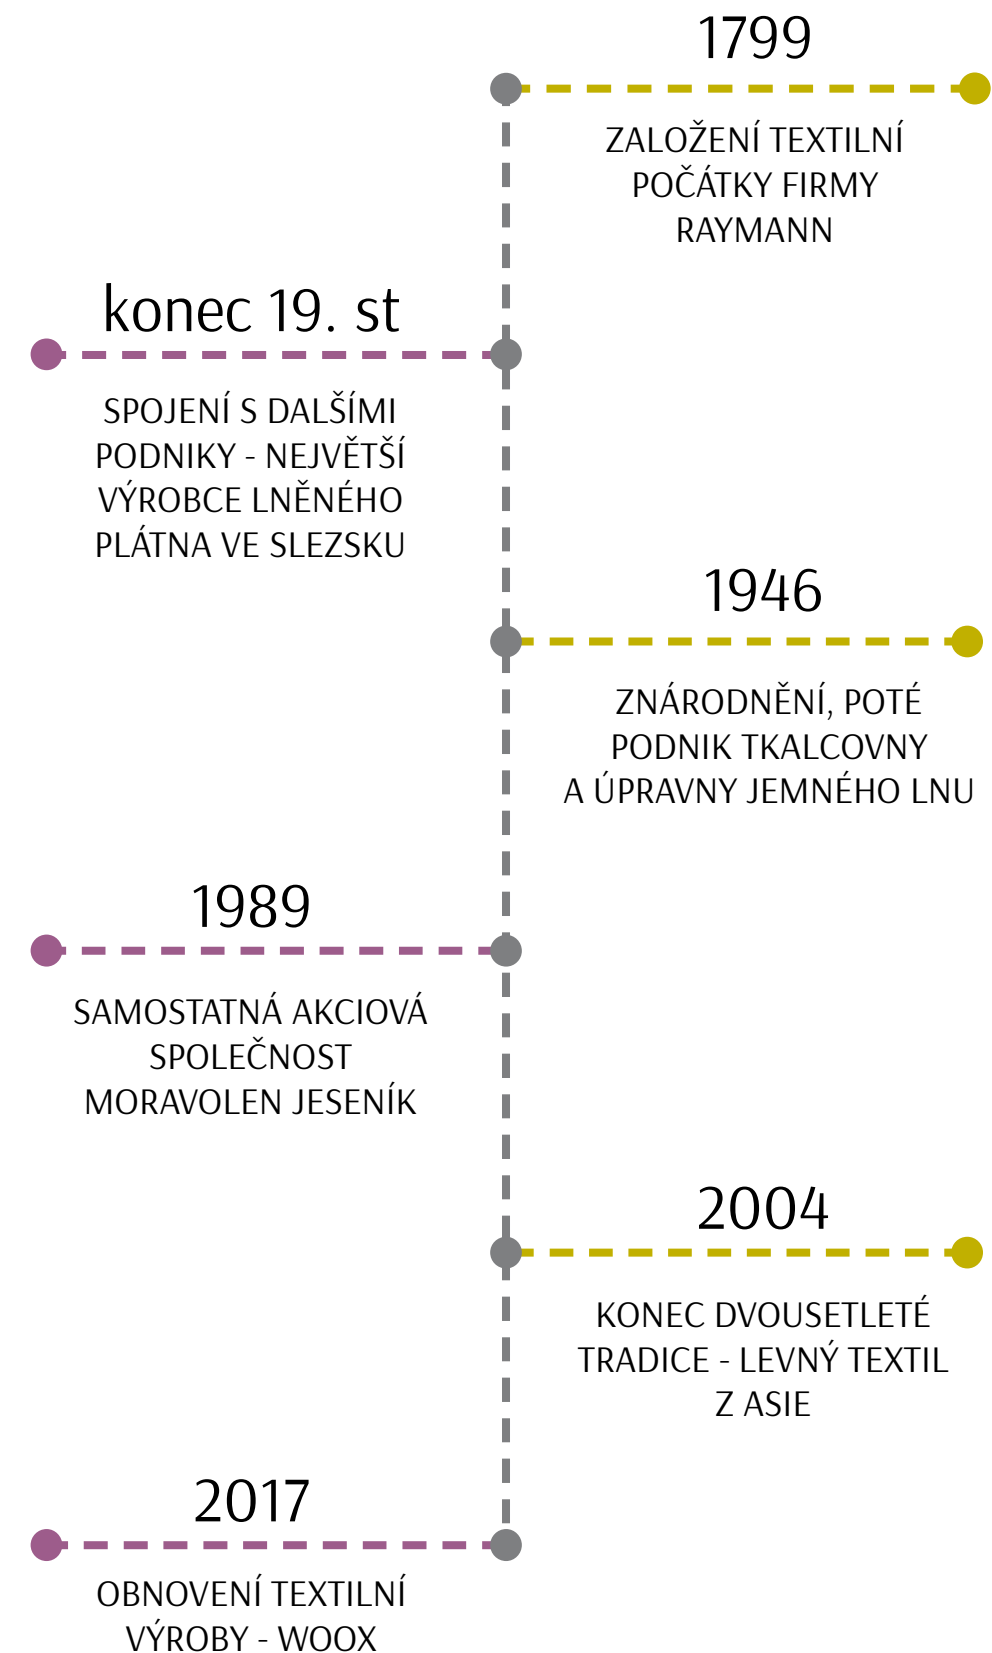 1799
ZALOŽENÍ TEXTILNÍ
POČÁTKY FIRMY
RAYMANN
konec 19. st
SPOJENÍ S DALŠÍMI
PODNIKY - NEJVĚTŠÍ
VÝROBCE LNĚNÉHO
PLÁTNA VE SLEZSKU
1946
ZNÁRODNĚNÍ, POTÉ
PODNIK TKALCOVNY
A ÚPRAVNY JEMNÉHO LNU
1989
SAMOSTATNÁ AKCIOVÁ
SPOLEČNOST
MORAVOLEN JESENÍK
2004
KONEC DVOUSETLETÉ
TRADICE - LEVNÝ TEXTIL
Z ASIE
2017
OBNOVENÍ TEXTILNÍ
VÝROBY - WOOX